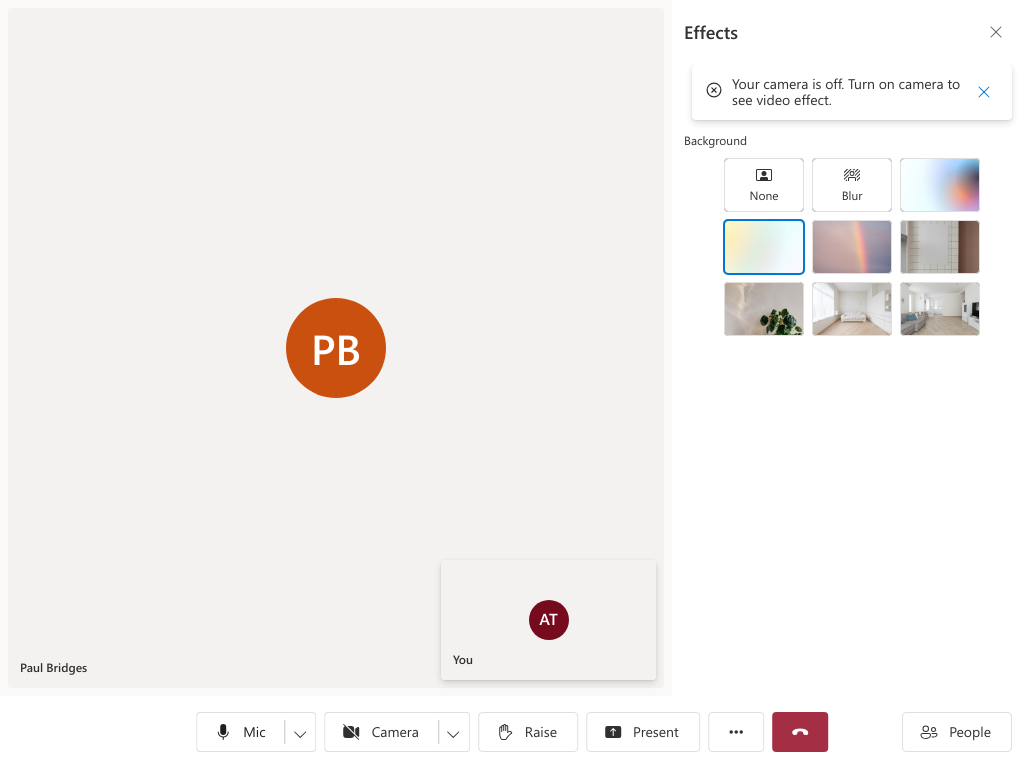 Effects
Your camera is off. Turn on camera to
see video effect.
Background
None
Blur
PB
AT
You
Paul Bridges
Mic
Camera
Raise
Present
People